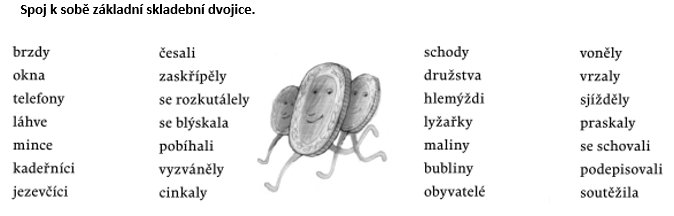 Spoj k sobě základní skladební dvojice.
brzdy česali schody voněly
okna zaskřípěly družstva vrzaly
telefony se rozkutálely hlemýždi sjížděly
láhve se blýskala lyžařky praskaly
mince pobíhali maliny se schovali
kadeřníci vyzváněly bubliny podepisovali
jezevčíci cinkaly obyvatelé soutěžila